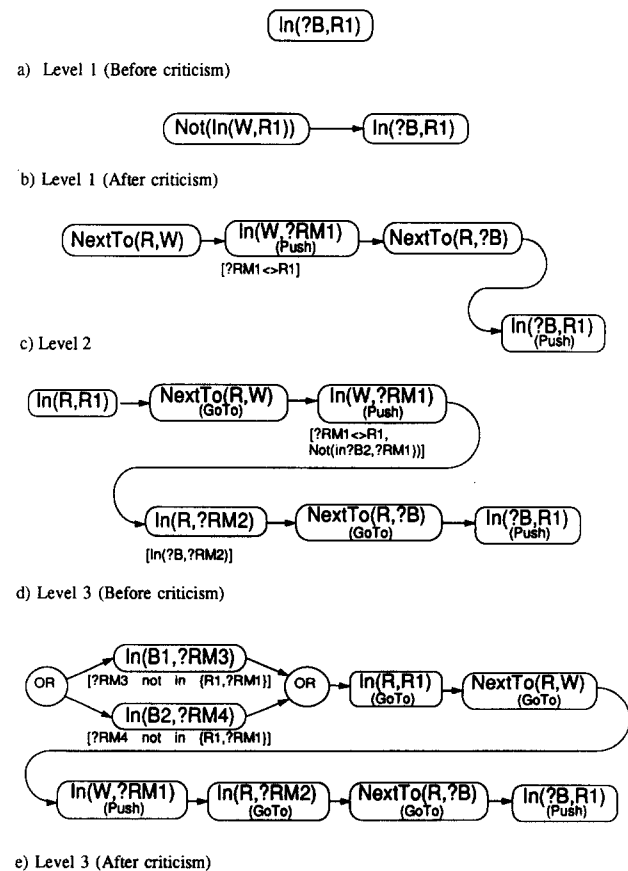 In(?B,R1)
a) Level 1 (Before criticism)
Not(In(W,R1)) In(?B,R1)
b) Level 1 (After criticism)
NextTo(R,W) In(W,?RM1) NextTo(R,?B)
(Push)
[?RM1<>R1]
In(?B,R1)
(Push)
c) Level 2
In(R,R1) NextTo(R,W) In(W,?RM1)
(GoTo) (Push)
[?RM1<>R1,
Not(in?B2,?RM1))]
In(R,?RM2) NextTo(R,?B) In(?B,R1)
(GoTo) (Push)
[In(?B,?RM2)]
d) Level 3 (Before criticism)
In(B1,?RM3)
[?RM3 not in {R1,?RM1}]
OR OR In(R,R1) NextTo(R,W)
(GoTo) (GoTo)
In(B2,?RM4)
[?RM4 not in {R1,?RM1}]
In(W,?RM1) In(R,?RM2) NextTo(R,?B) In(?B,R1)
(Push) (GoTo) (GoTo) (Push)
e) Level 3 (After criticism)